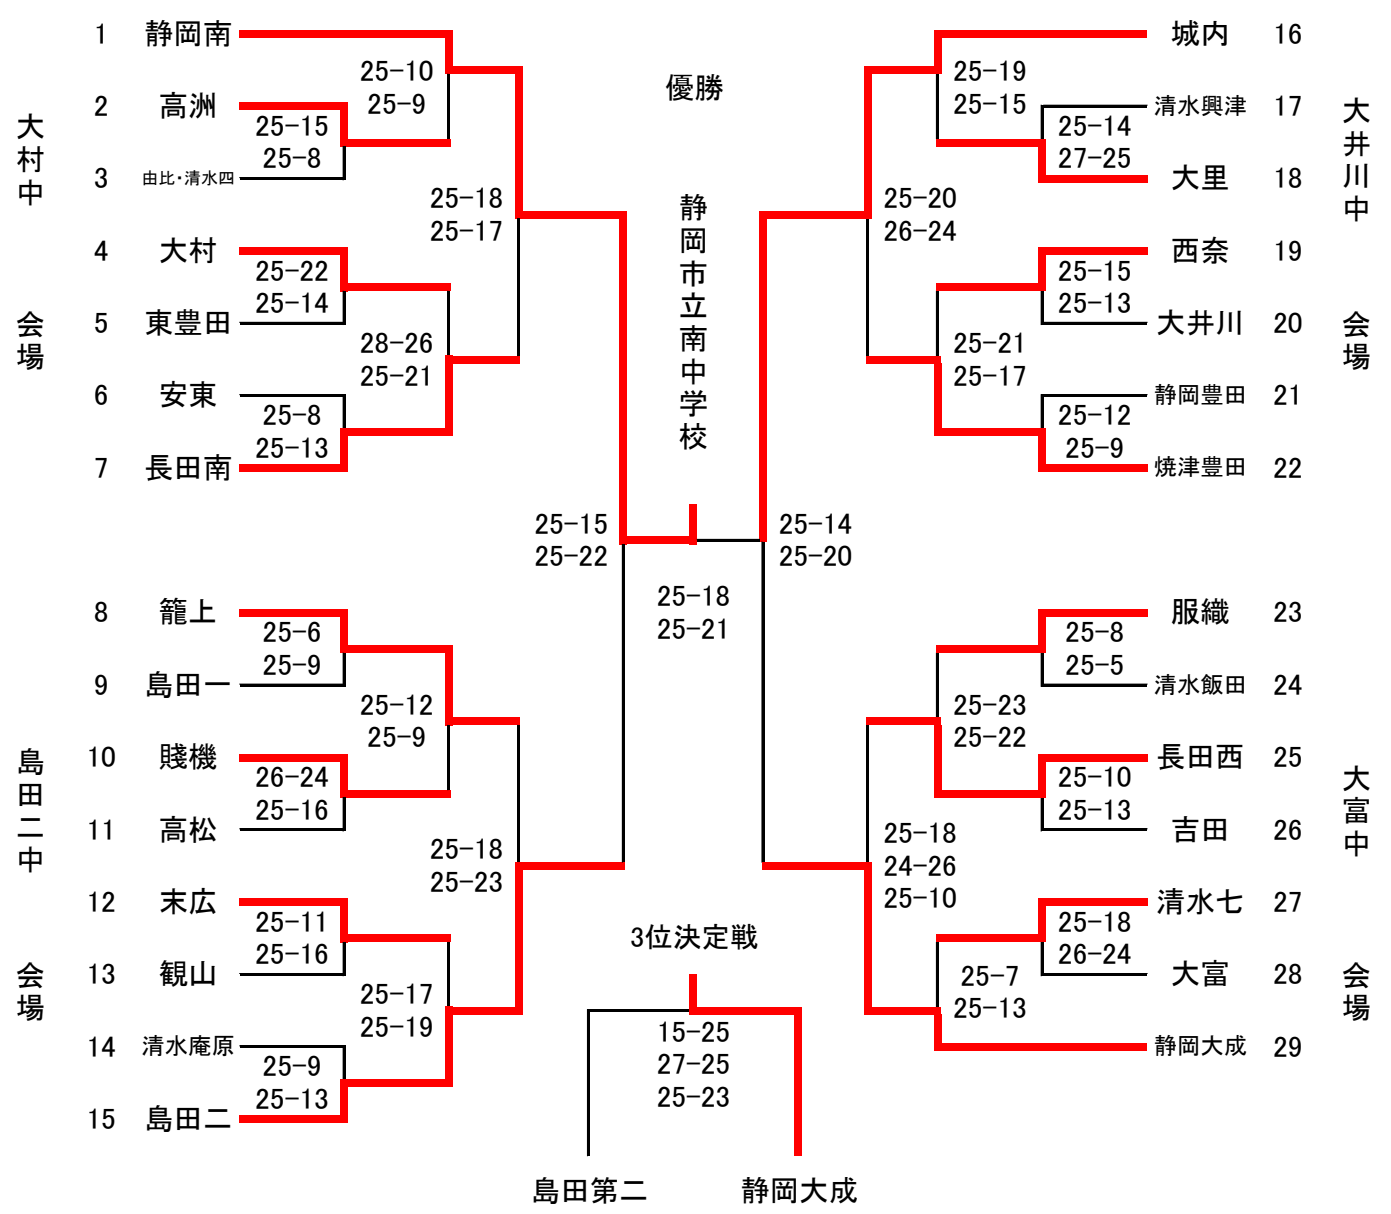 大村中
会場
1 静岡南
2 高洲
3 由比・清水四
4 大村
5 東豊田
6 安東
7 長田南
25-10
25-9
25-15
25-8
25-18
25-17
25-22
25-14
28-26
25-21
25-8
25-13
島田二中
会場
8 籠上
9 島田一
10 賤機
11 高松
12 末広
13 観山
14 清水庵原
15 島田二
25-6
25-9
25-12
25-9
26-24
25-16
25-18
25-23
25-11
25-16
25-17
25-19
25-9
25-13
25-15
25-22
優勝
静岡市立南中学校
25-18
25-21
25-14
25-20
大井川中
会場
城内 16
清水興津 17
大里 18
西奈 19
大井川 20
静岡豊田 21
焼津豊田 22
25-19
25-15
25-14
27-25
25-20
26-24
25-15
25-13
25-21
25-17
25-12
25-9
大富中
会場
服織 23
清水飯田 24
長田西 25
吉田 26
清水七 27
大富 28
静岡大成 29
25-8
25-5
25-23
25-22
25-10
25-13
25-18
24-26
25-10
25-18
26-24
25-7
25-13
3位決定戦
15-25
27-25
25-23
島田第二 静岡大成